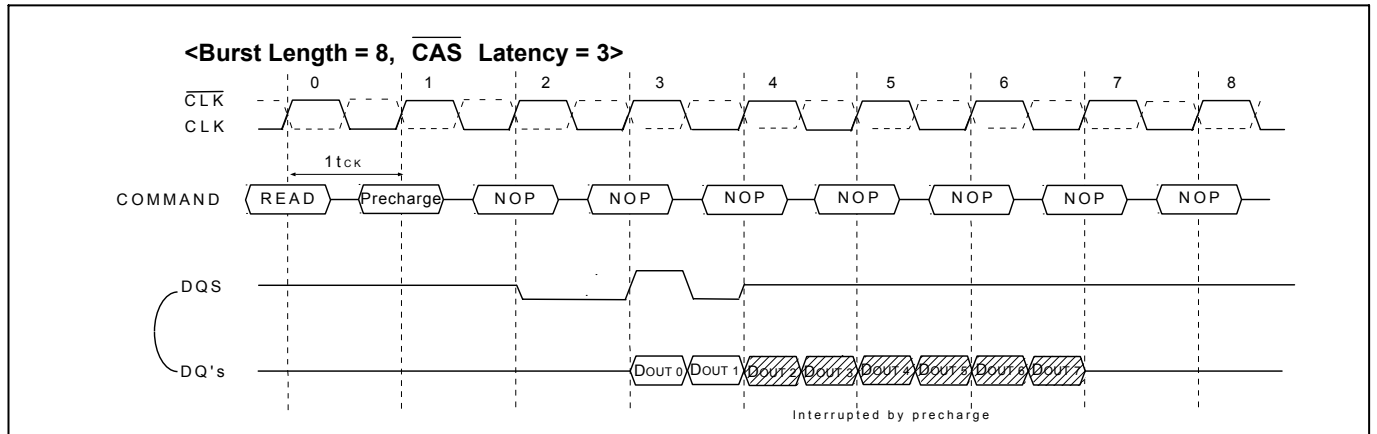 <Burst Length = 8, CAS Latency = 3>
0 1 2 3 4 5 6 7 8
CLK
CLK
1tCK
COMMAND READ Precharge NOP NOP NOP NOP NOP NOP NOP
DQS
DQ's DOUT 0 DOUT 1 DOUT 2 DOUT 3 DOUT 4 DOUT 5 DOUT 6 DOUT 7
Interrupted by precharge